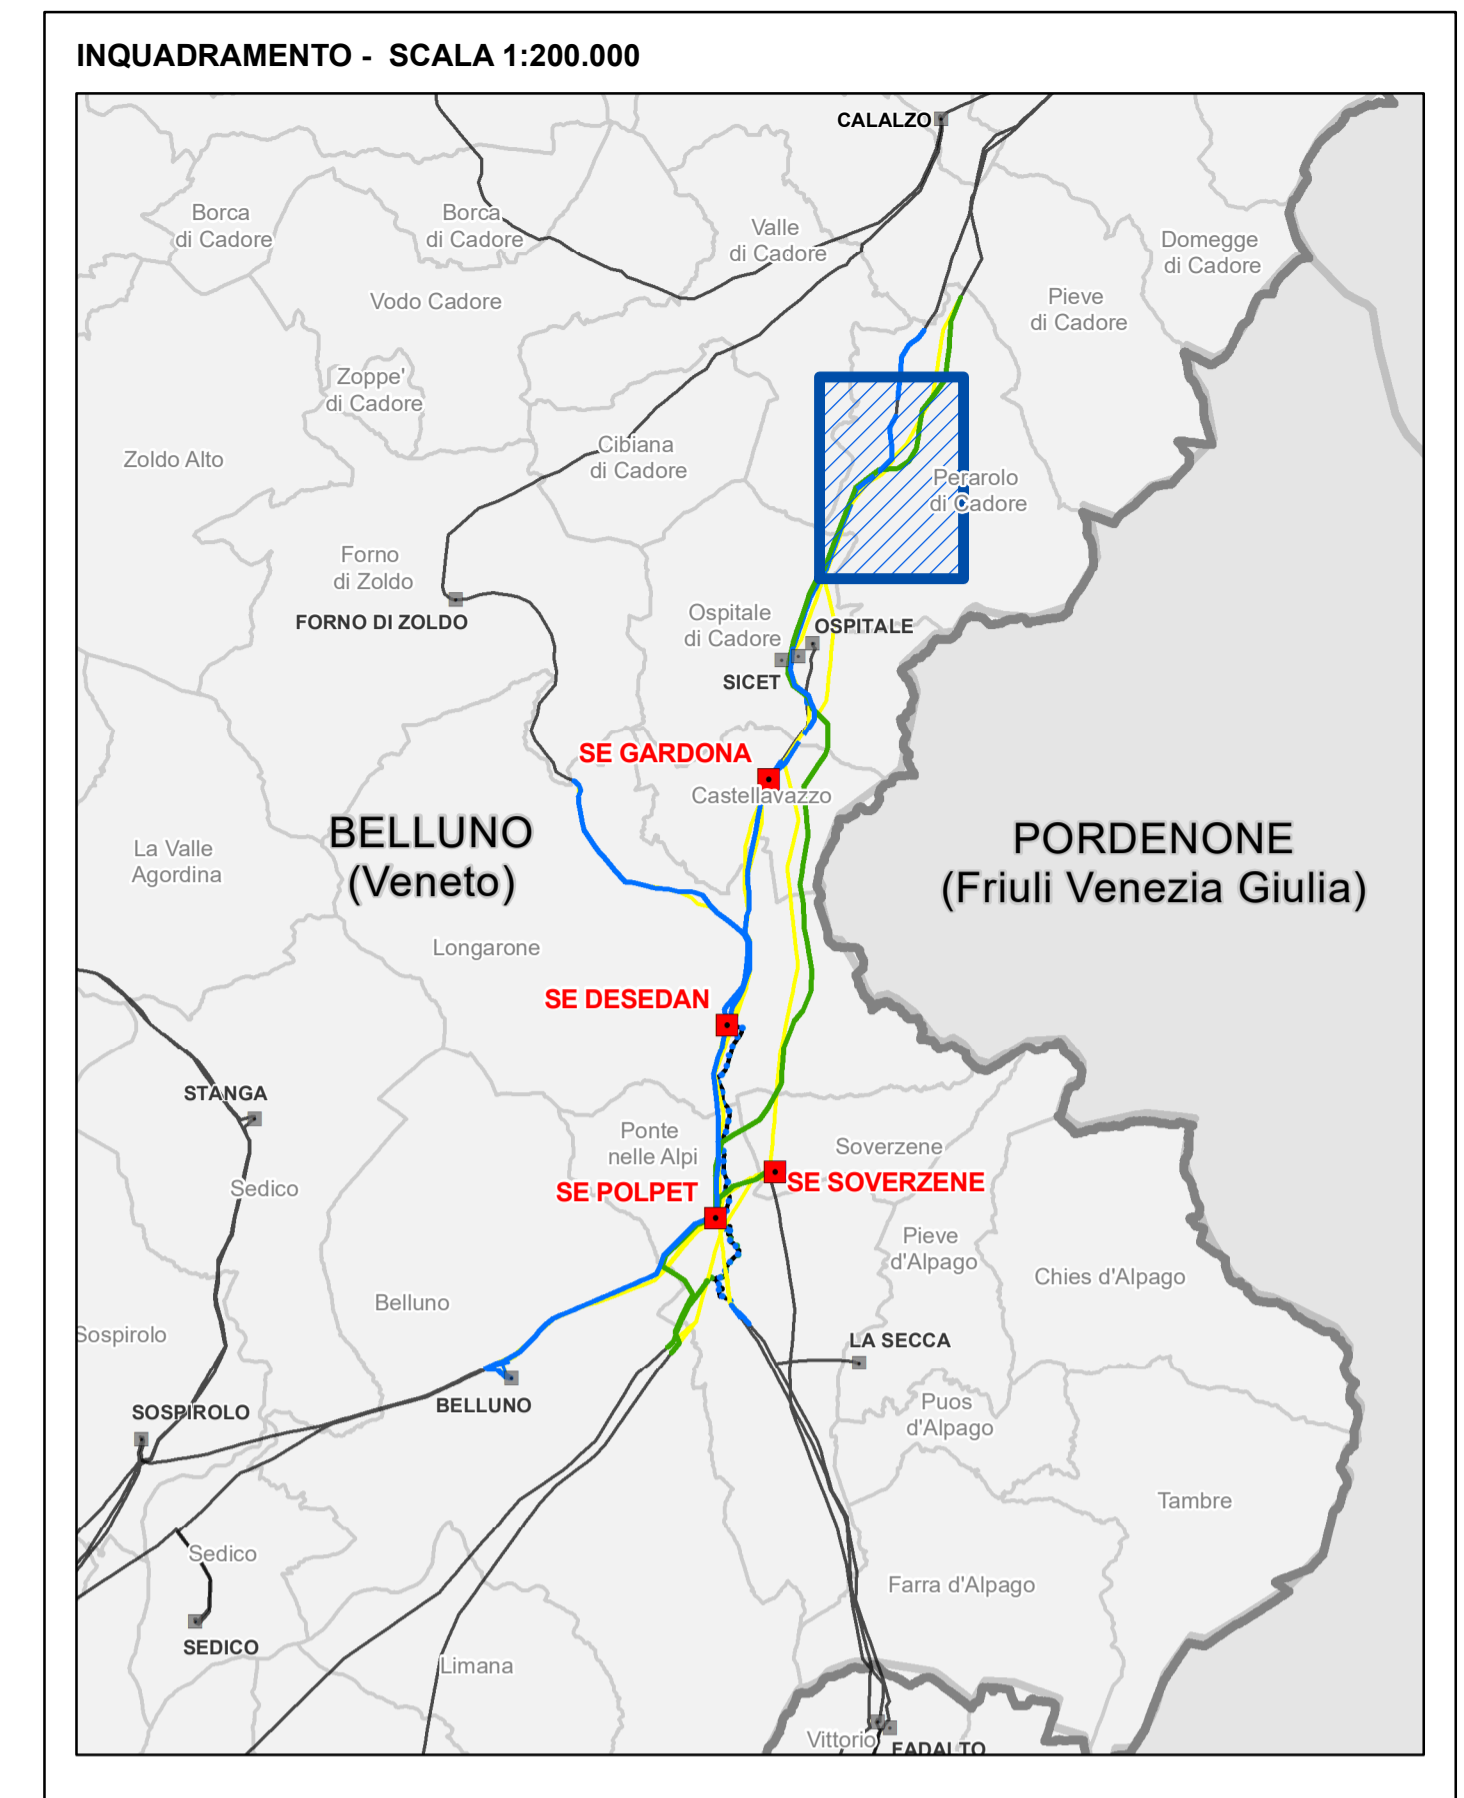 INQUADRAMENTO - SCALA 1:200.000
CALALZO
Borca
di Cadore
Borca
di Cadore
Valle
di Cadore
Domegge
di Cadore
Vodo Cadore
Pieve
di Cadore
Zoppe'
di Cadore
Zoldo Alto
Cibiana
di Cadore
Perarolo
di Cadore
Forno
di Zoldo
FORNO DI ZOLDO
Ospitale
di Cadore
OSPITALE
SICET
SE GARDONA
Castellavazzo
BELLUNO
(Veneto)
PORDENONE
(Friuli Venezia Giulia)
La Valle
Agordina
Longarone
SE DESEDAN
STANGA
Ponte
nelle Alpi
Soverzene
SE SOVERZENE
SE POLPET
Sedico
Pieve
d'Alpago
Chies d'Alpago
Belluno
Sospirolo
LA SECCA
BELLUNO
SOSPIROLO
Puos
d'Alpago
Tambre
Sedico
Farra d'Alpago
SEDICO
Limana
Vittorio
FADALTO